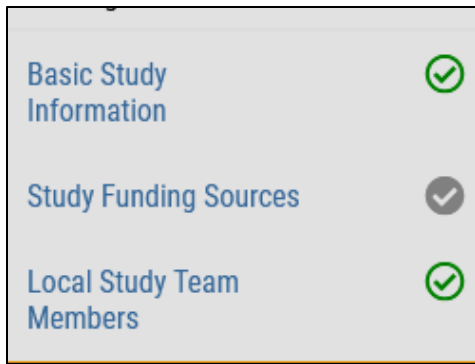 Basic Study
Information
Study Funding Sources
Local Study Team
Members